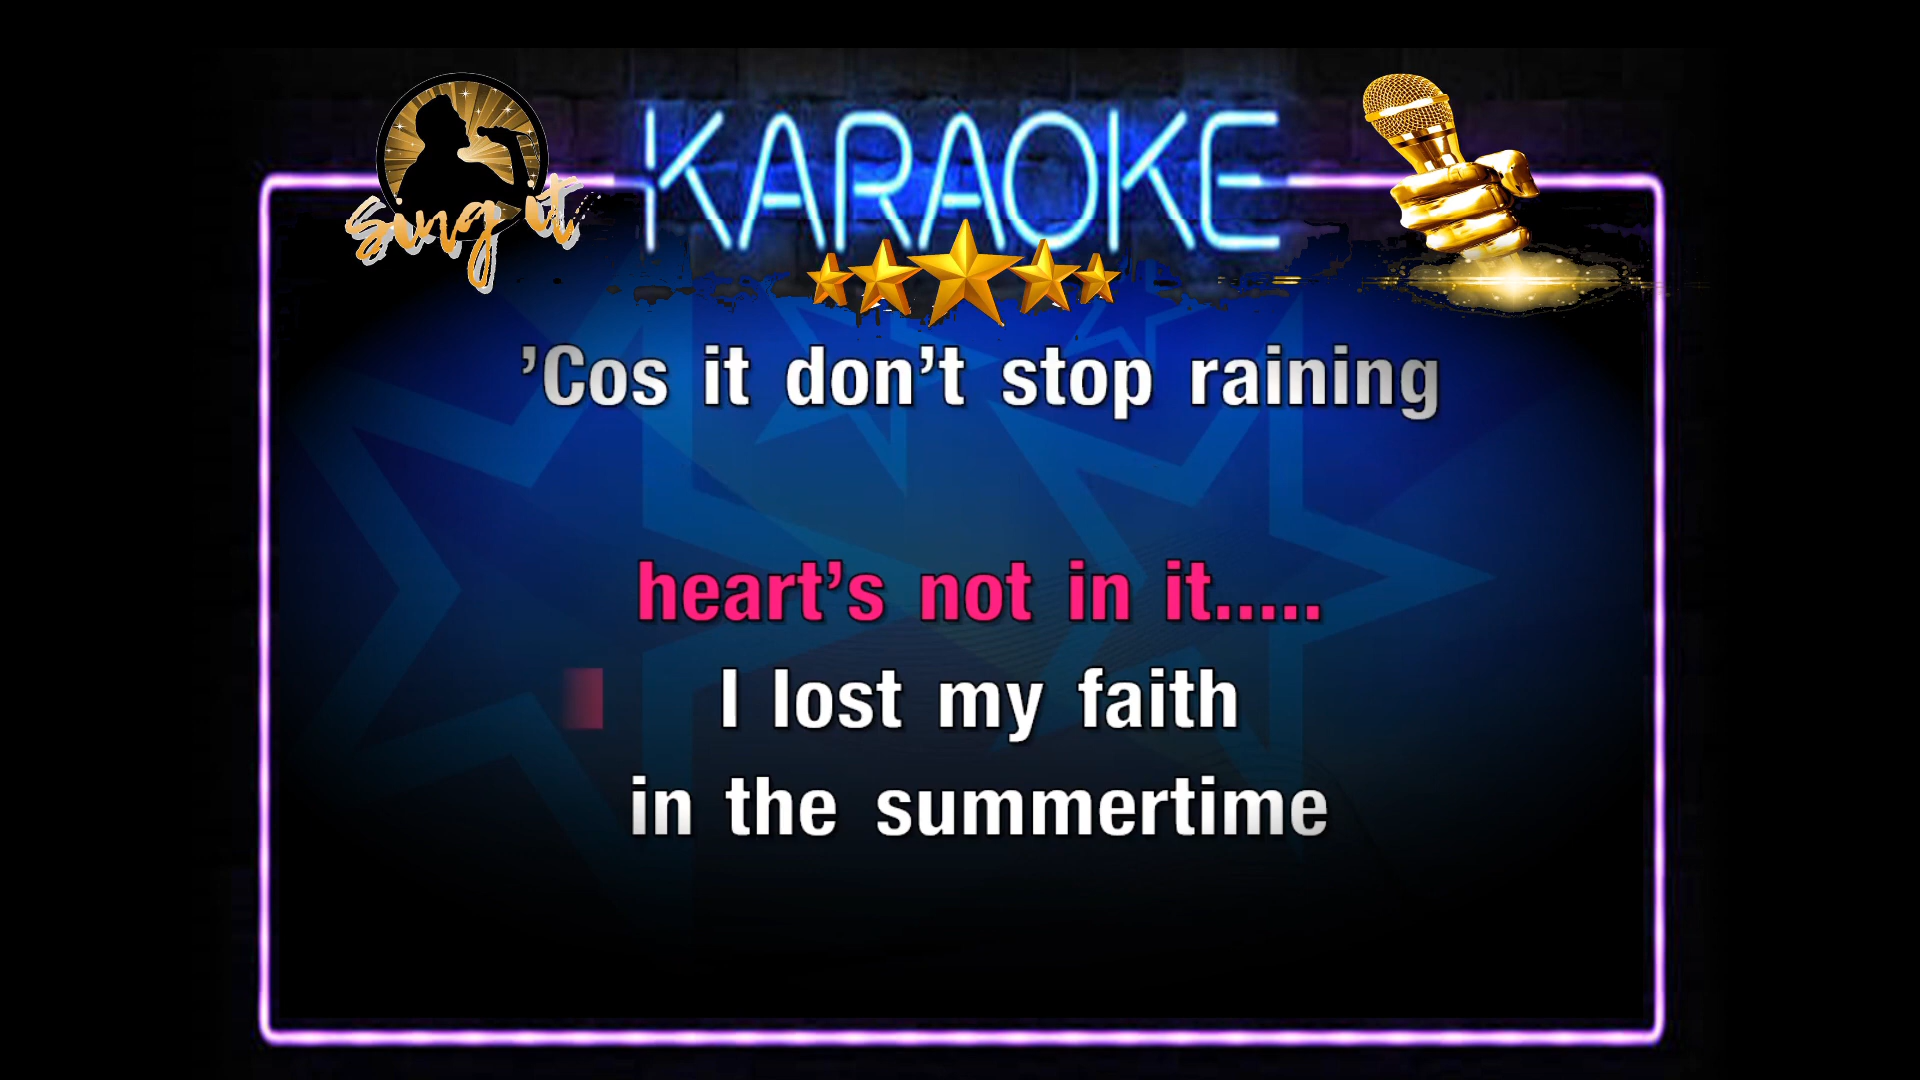 sing it
KARAOKE
’Cos it don’t stop raining
heart’s not in it.....
I lost my faith
in the summertime